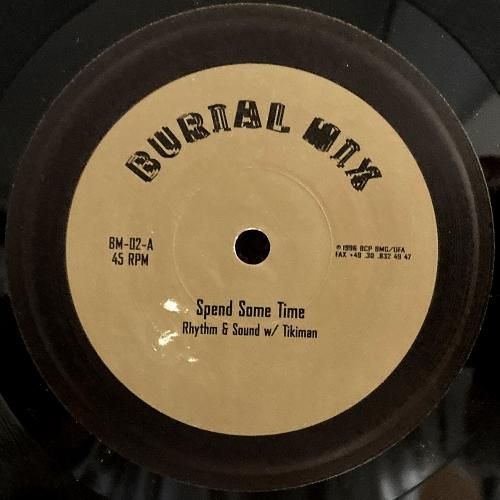 BURIAL MIX
BM-02-A
45 RPM
℗ 1996 BCP BMG/UFA
FAX +49 .30 .832 49 47
Spend Some Time
Rhythm & Sound w/ Tikiman